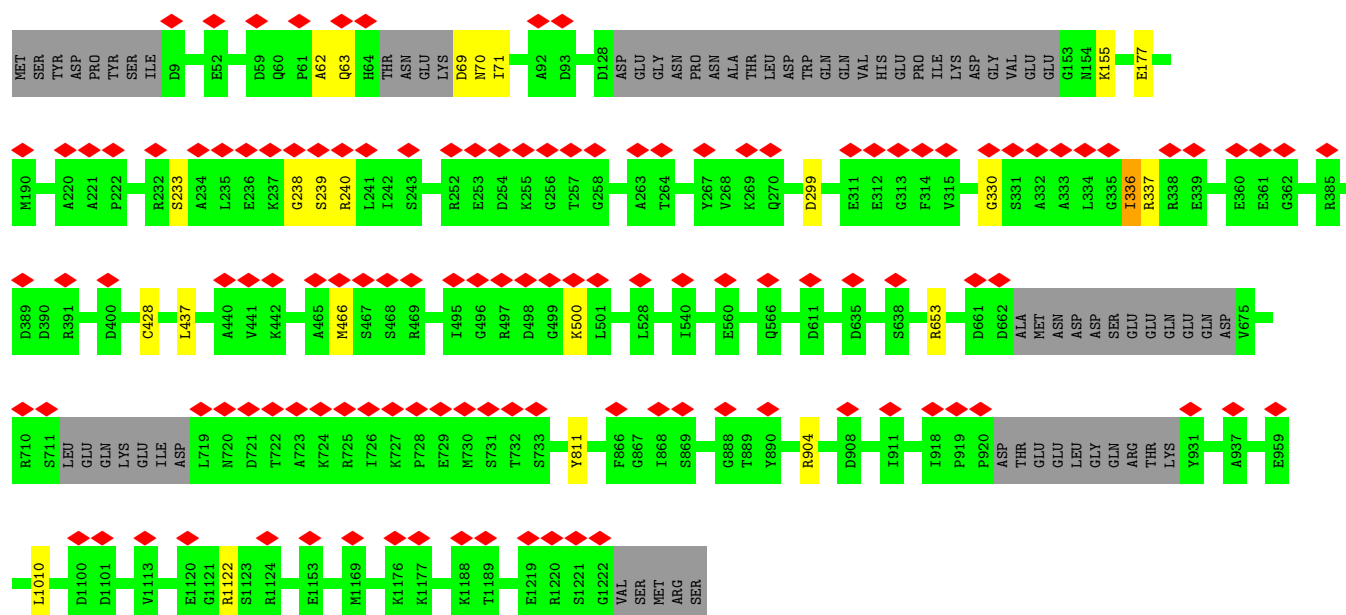 MET SER TYR ASP PRO TYR SER ILE D9 E52 D59 Q60 P61 A62 Q63 H64 THR ASN GLU LYS D69 N70 I71 A92 D93 D128 ASP GLU GLY ASN PRO ASN ALA THR LEU ASP TRP GLN GLN VAL HIS GLU PRO ILE LYS ASP GLY VAL GLU GLU G153 N154 K155 E177
M190 A220 A221 P222 R232 S233 A234 L235 E236 K237 G238 S239 R240 L241 I242 S243 R252 E253 D254 K255 G256 T257 G258 A263 T264 Y267 V268 K269 Q270 D299 E311 E312 G313 F314 V315 G330 S331 A332 A333 L334 G335 I336 R337 R338 E339 E360 E361 G362 R385
D389 D390 R391 D400 C428 L437 A440 V441 K442 A465 M466 S467 S468 R469 I495 G496 R497 D498 G499 K500 L501 L528 I540 E560 Q566 D611 D635 S638 R653 D661 D662 ALA MET ASN ASP ASP SER GLU GLU GLN GLU GLN ASP V675
R710 S711 LEU GLU GLN LYS GLU ILE ASP L719 N720 D721 T722 A723 K724 R725 I726 K727 P728 E729 M730 S731 T732 S733 Y811 F866 G867 I868 S869 G888 T889 Y890 R904 D908 I911 I918 P919 P920 ASP THR GLU GLU LEU GLY GLN ARG THR LYS Y931 A937 E959
L1010 D1100 D1101 V1113 E1120 G1121 R1122 S1123 R1124 E1153 M1169 K1176 K1177 K1188 T1189 E1219 R1220 S1221 G1222 VAL SER MET ARG SER